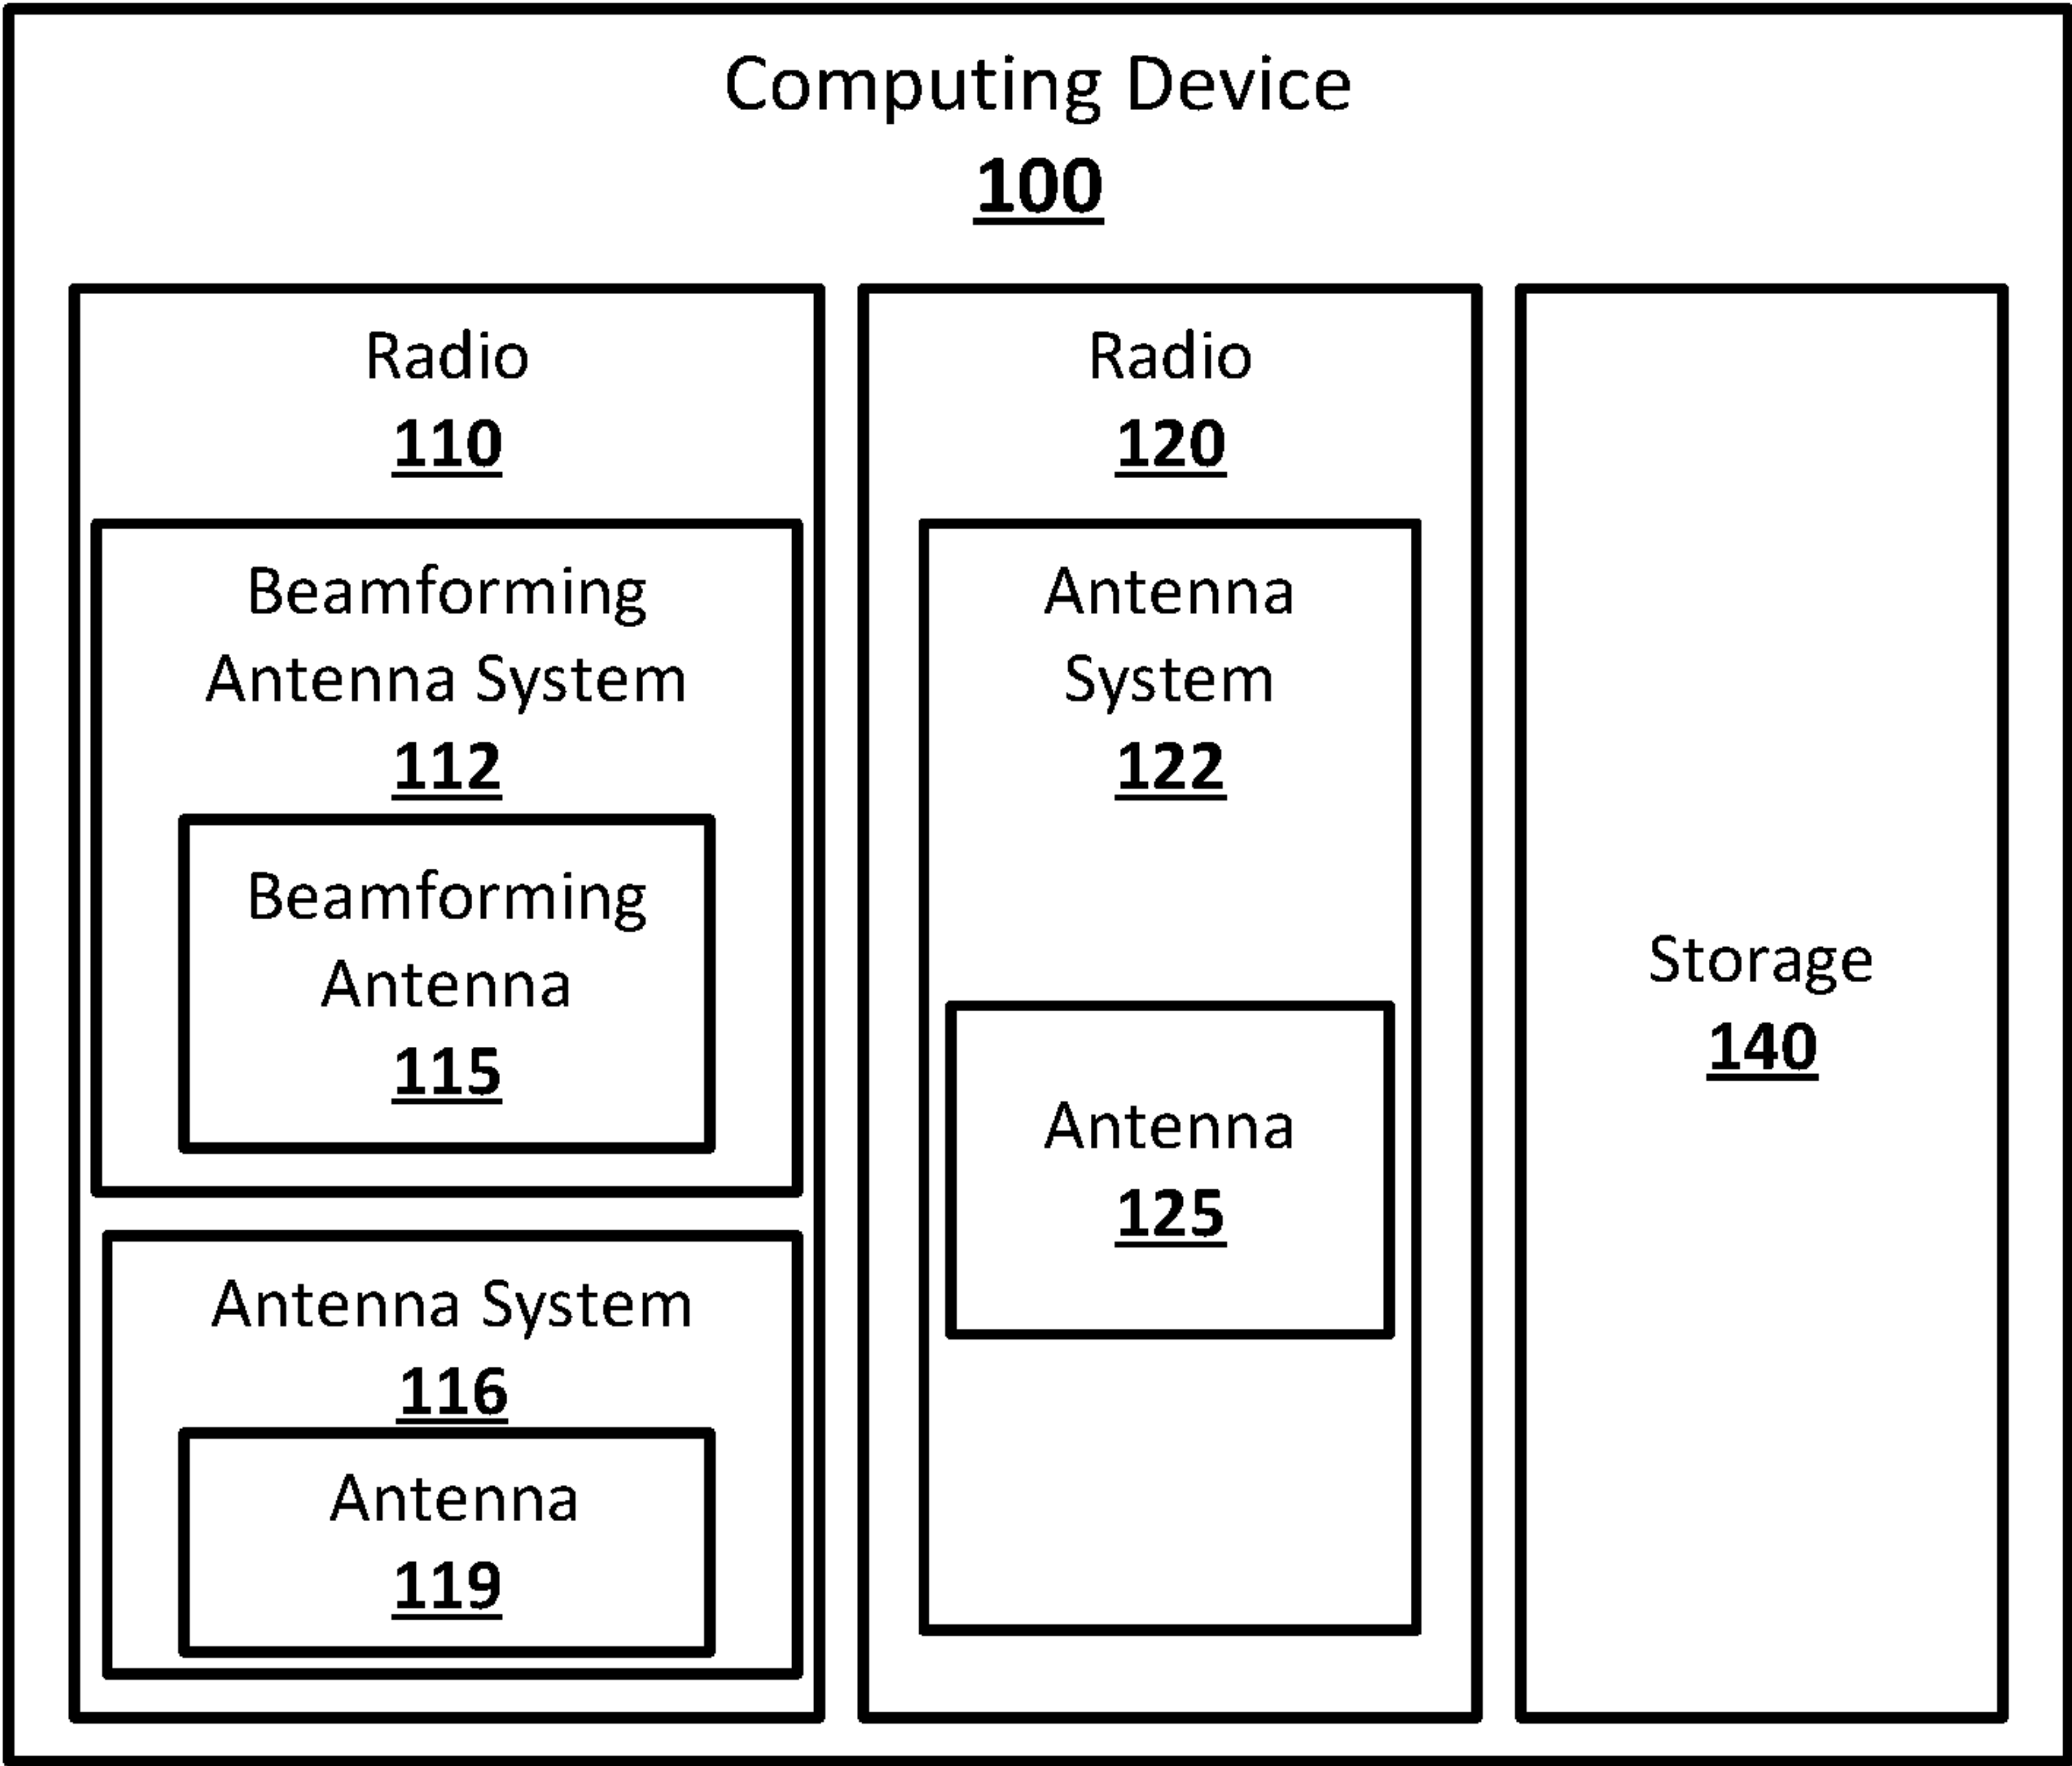 Computing Device
100
Radio
110
Beamforming
Antenna System
112
Beamforming
Antenna
115
Antenna System
116
Antenna
119
Radio
120
Antenna
System
122
Antenna
125
Storage
140